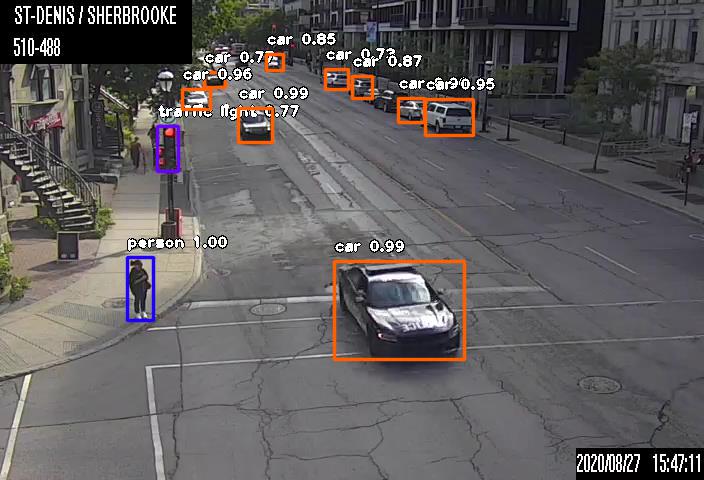 ST-DENIS / SHERBROOKE
510-488
car 0.85
car 0.77
car 0.73
car 0.87
car 0.96
car 0.95
car 0.99
traffic light 0.77
person 1.00
car 0.99
2020/08/27 15:47:11